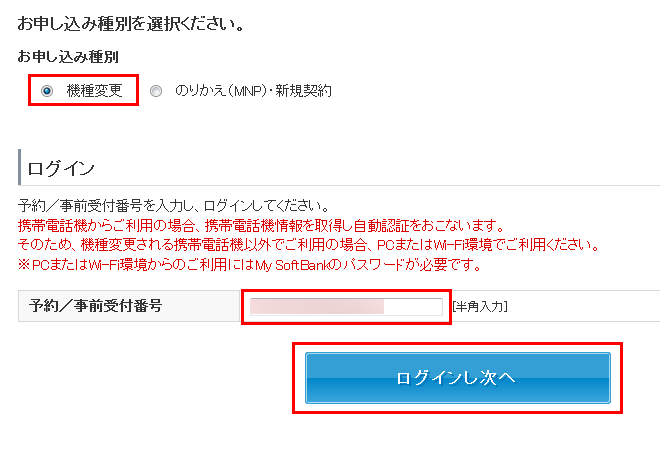 お申し込み種別を選択ください。
お申し込み種別
機種変更 のりかえ(MNP)・新規契約
ログイン
予約／事前受付番号を入力し、ログインしてください。
携帯電話機からご利用の場合、携帯電話機情報を取得し自動認証をおこないます。
そのため、機種変更される携帯電話機以外でご利用の場合、PCまたはWi-Fi環境でご利用ください。
※PCまたはWi-Fi環境からのご利用にはMy SoftBankのパスワードが必要です。
予約／事前受付番号 [半角入力]
ログインし次へ